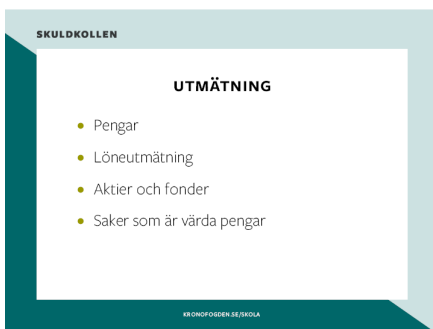 SKULDKOLLEN
UTMÄTNING
• Pengar
• Löneutmätning
• Aktier och fonder
• Saker som är värda pengar
KRONOFOGDEN.SE/SKOLA